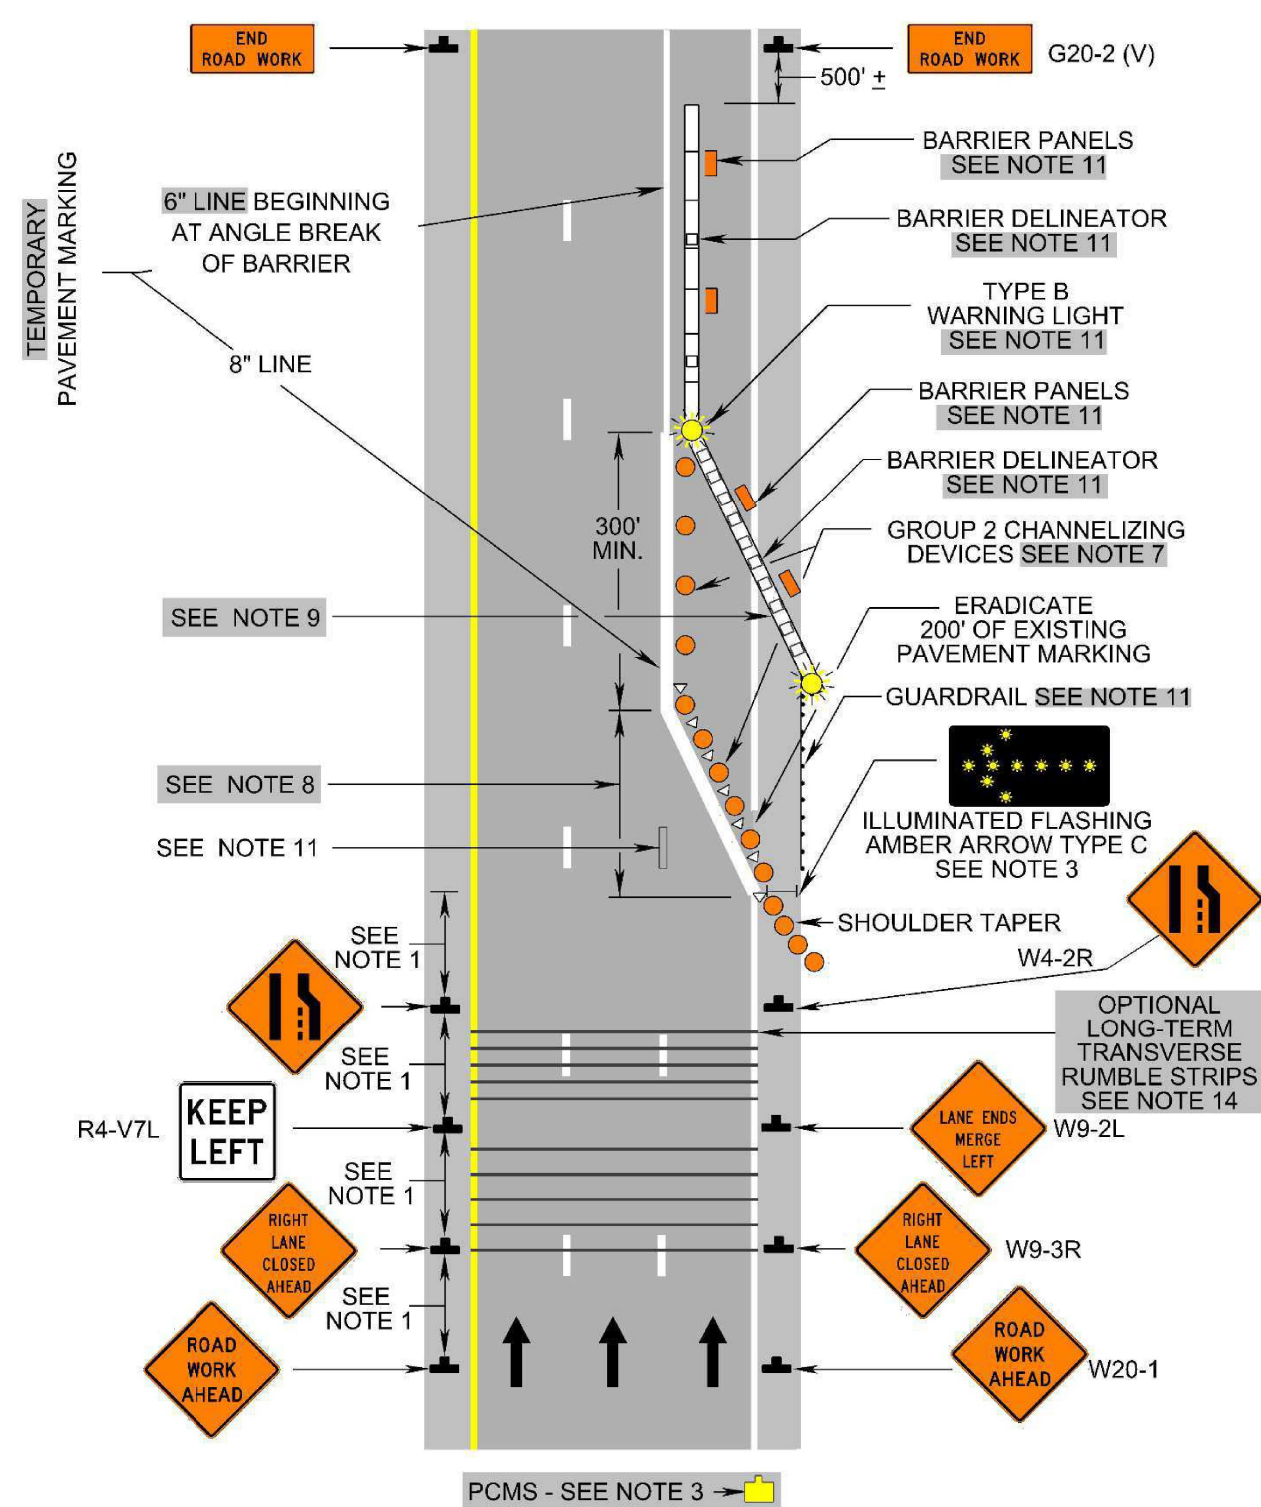 END
ROAD WORK
END
ROAD WORK
G20-2 (V)
500' ±
BARRIER PANELS
SEE NOTE 11
TEMPORARY
PAVEMENT MARKING
6" LINE BEGINNING
AT ANGLE BREAK
OF BARRIER
BARRIER DELINEATOR
SEE NOTE 11
TYPE B
WARNING LIGHT
SEE NOTE 11
8" LINE
BARRIER PANELS
SEE NOTE 11
BARRIER DELINEATOR
SEE NOTE 11
300'
MIN.
GROUP 2 CHANNELIZING
DEVICES SEE NOTE 7
SEE NOTE 9
ERADICATE
200' OF EXISTING
PAVEMENT MARKING
GUARDRAIL SEE NOTE 11
SEE NOTE 8
ILLUMINATED FLASHING
AMBER ARROW TYPE C
SEE NOTE 3
SEE NOTE 11
SHOULDER TAPER
SEE
NOTE 1
W4-2R
OPTIONAL
LONG-TERM
TRANSVERSE
RUMBLE STRIPS
SEE NOTE 14
SEE
NOTE 1
R4-V7L
KEEP
LEFT
LANE ENDS
MERGE
LEFT
W9-2L
SEE
NOTE 1
RIGHT
LANE
CLOSED
AHEAD
RIGHT
LANE
CLOSED
AHEAD
W9-3R
SEE
NOTE 1
ROAD
WORK
AHEAD
ROAD
WORK
AHEAD
W20-1
PCMS - SEE NOTE 3